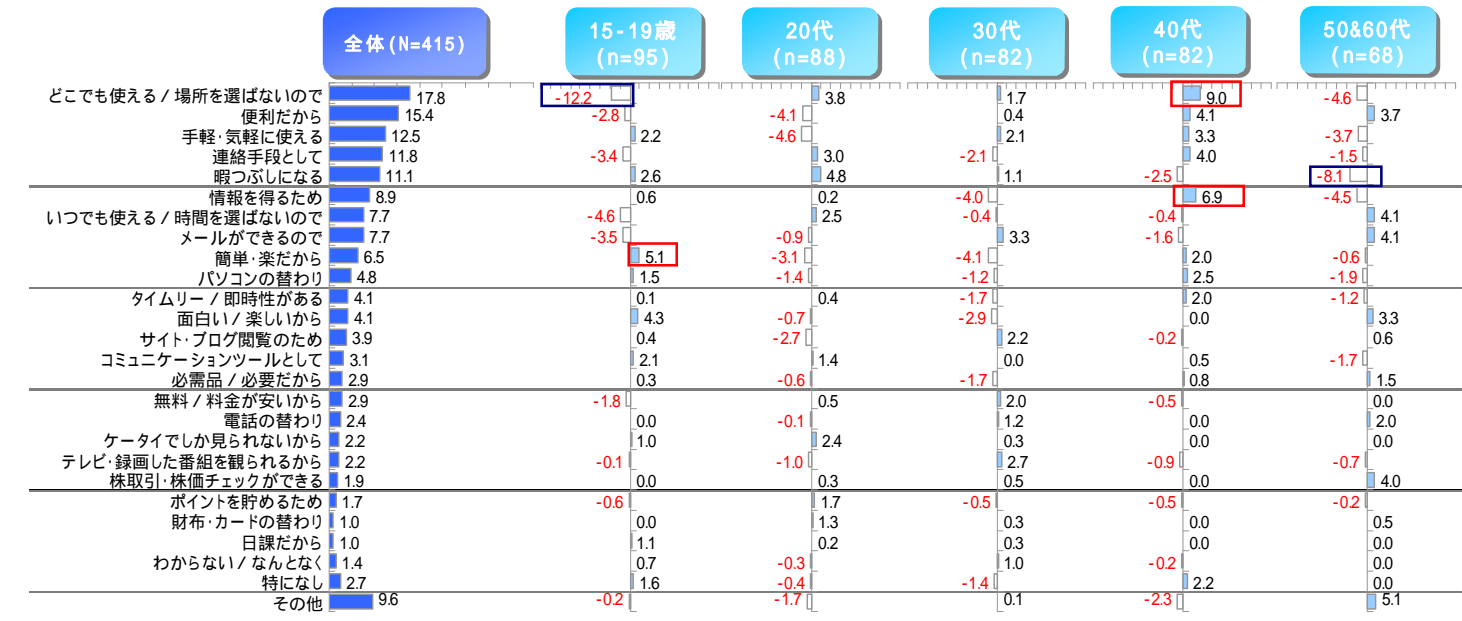 全体(N=415) 15-19歳 20代 30代 40代 50&60代
(n=95) (n=88) (n=82) (n=82) (n=68)
どこでも使える / 場所を選ばないので 17.8 -12.2 3.8 1.7 9.0 -4.6
便利だから 15.4 -2.8 -4.1 0.4 4.1 3.7
手軽・気軽に使える 12.5 2.2 -4.6 2.1 3.3 -3.7
連絡手段として 11.8 -3.4 3.0 -2.1 4.0 -1.5
暇つぶしになる 11.1 2.6 4.8 1.1 -2.5 -8.1
情報を得るため 8.9 0.6 0.2 -4.0 6.9 -4.5
いつでも使える / 時間を選ばないので 7.7 -4.6 2.5 -0.4 -0.4 4.1
メールができるので 7.7 -3.5 -0.9 3.3 -1.6 4.1
簡単・楽だから 6.5 5.1 -3.1 -4.1 2.0 -0.6
パソコンの替わり 4.8 1.5 -1.4 -1.2 2.5 -1.9
タイムリー / 即時性がある 4.1 0.1 0.4 -1.7 2.0 -1.2
面白い / 楽しいから 4.1 4.3 -0.7 -2.9 0.0 3.3
サイト・ブログ閲覧のため 3.9 0.4 -2.7 2.2 -0.2 0.6
コミュニケーションツールとして 3.1 2.1 1.4 0.0 0.5 -1.7
必需品 / 必要だから 2.9 0.3 -0.6 -1.7 0.8 1.5
無料 / 料金が安いから 2.9 -1.8 0.5 2.0 -0.5 0.0
電話の替わり 2.4 0.0 -0.1 1.2 0.0 2.0
ケータイでしか見られないから 2.2 1.0 2.4 0.3 0.0 0.0
テレビ・録画した番組を観られるから 2.2 -0.1 -1.0 2.7 -0.9 -0.7
株取引・株価チェックができる 1.9 0.0 0.3 0.5 0.0 4.0
ポイントを貯めるため 1.7 -0.6 1.7 -0.5 -0.5 -0.2
財布・カードの替わり 1.0 0.0 1.3 0.3 0.0 0.5
日課だから 1.0 1.1 0.2 0.3 0.0 0.0
わからない / なんとなく 1.4 0.7 -0.3 1.0 -0.2 0.0
特になし 2.7 1.6 -0.4 -1.4 2.2 0.0
その他 9.6 -0.2 -1.7 0.1 -2.3 5.1